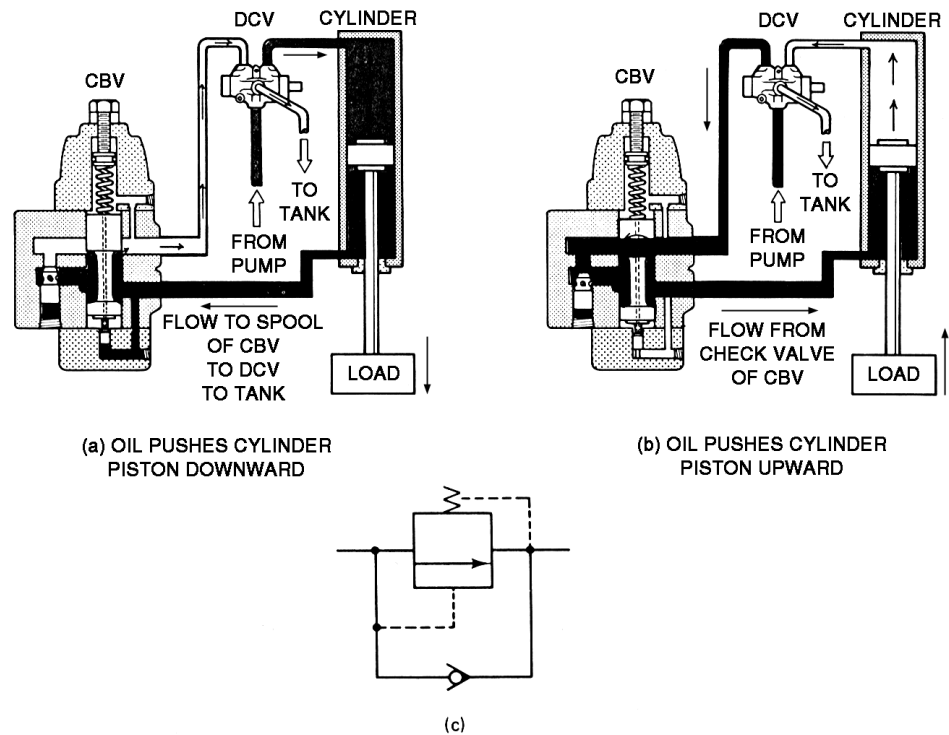 DCV
CYLINDER
CBV
TO
TANK
FROM
PUMP
FLOW TO SPOOL
OF CBV
TO DCV
TO TANK
LOAD
(a) OIL PUSHES CYLINDER
PISTON DOWNWARD
DCV
CYLINDER
CBV
TO
TANK
FROM
PUMP
FLOW FROM
CHECK VALVE
OF CBV
LOAD
(b) OIL PUSHES CYLINDER
PISTON UPWARD
(c)